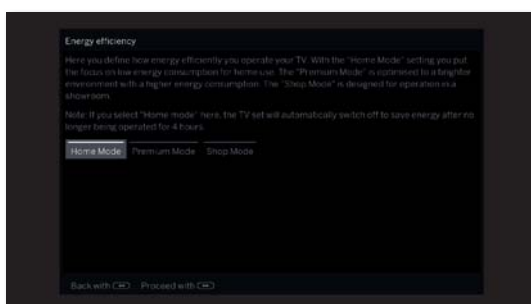 Energy efficiency
Here you define how energy efficiently you operate your TV. With the "Home Mode" setting you put
the focus on low energy consumption for home use. The "Premium Mode" is optimised to a brighter
environment with a higher energy consumption. The "Shop Mode" is designed for operation in a
showroom.
Note: If you select "Home mode" here, the TV set will automatically switch off to save energy after no
longer being operated for 4 hours.
Home Mode Premium Mode Shop Mode
Back with Proceed with